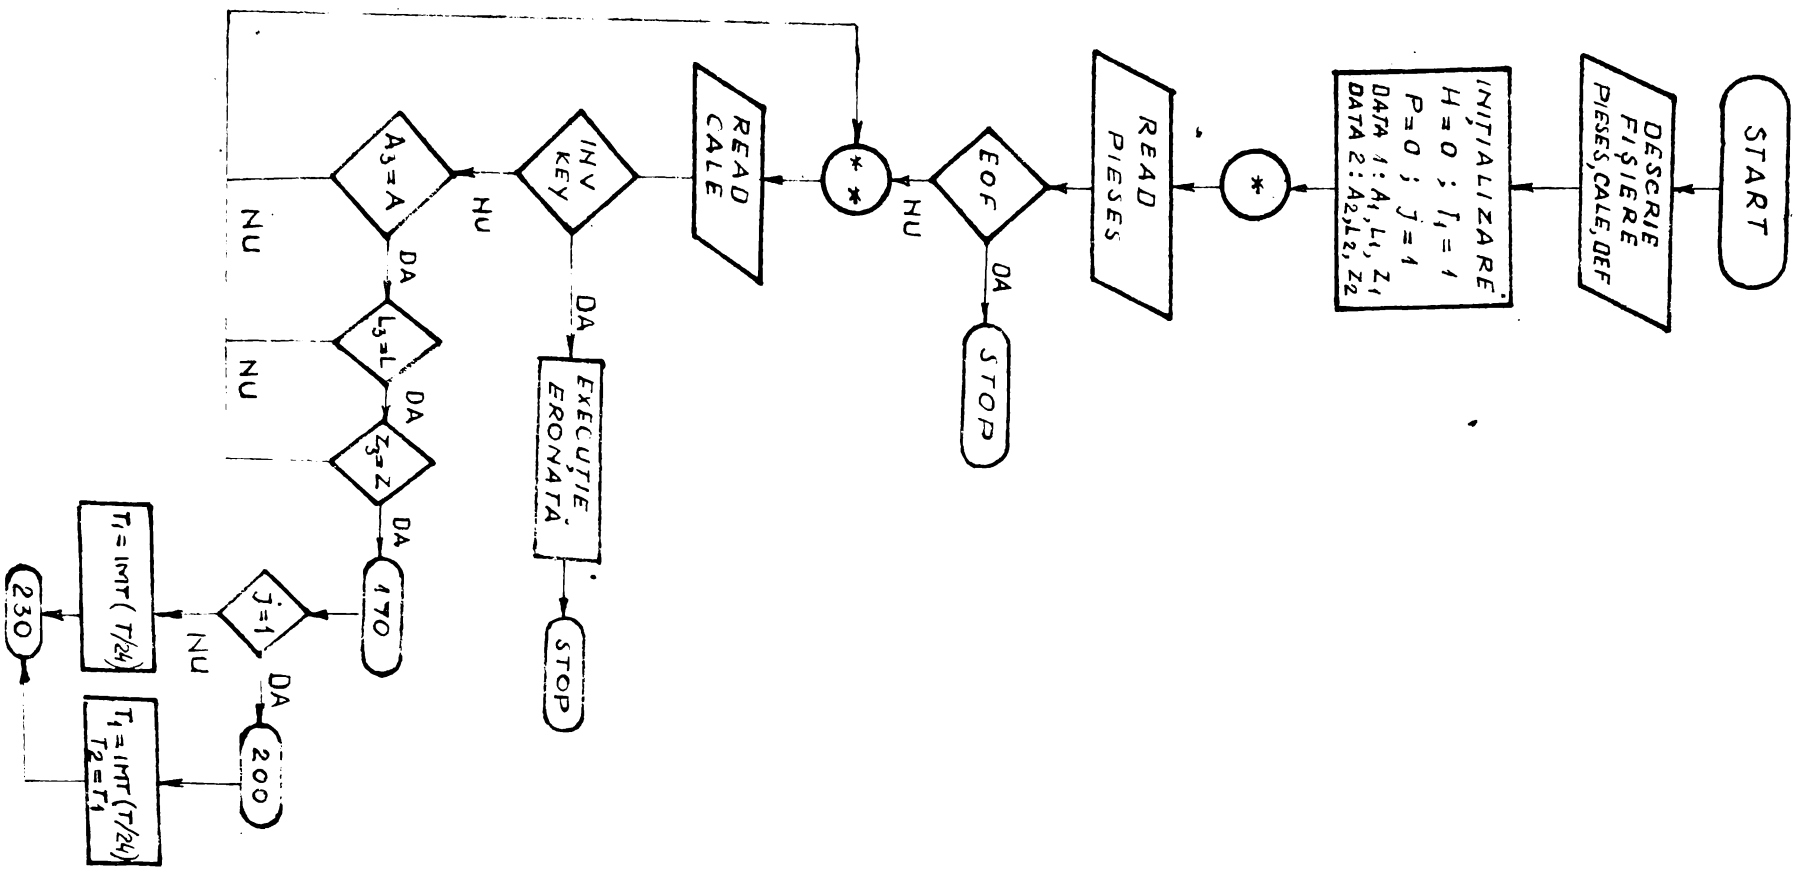 START
DESCRIE
FIȘIERE
PIESES, CALE, DEF
INIȚIALIZARE
H=0 ; T₁=1
P=0 ; J=1
DATA 1: A₁, L₁, Z₁
DATA 2: A₂, L₂, Z₂
*
READ
PIESES
EOF
DA
STOP
NU
* *
READ
CALE
INV
KEY
DA
EXECUȚIE
ERONATĂ
STOP
NU
A₃=A
NU
DA
L₃=L
NU
DA
Z₃=Z
DA
170
J=1
DA
200
NU
T₁=IMT(T/24)
T₁=IMT(T/24)
T₂=T₁
230